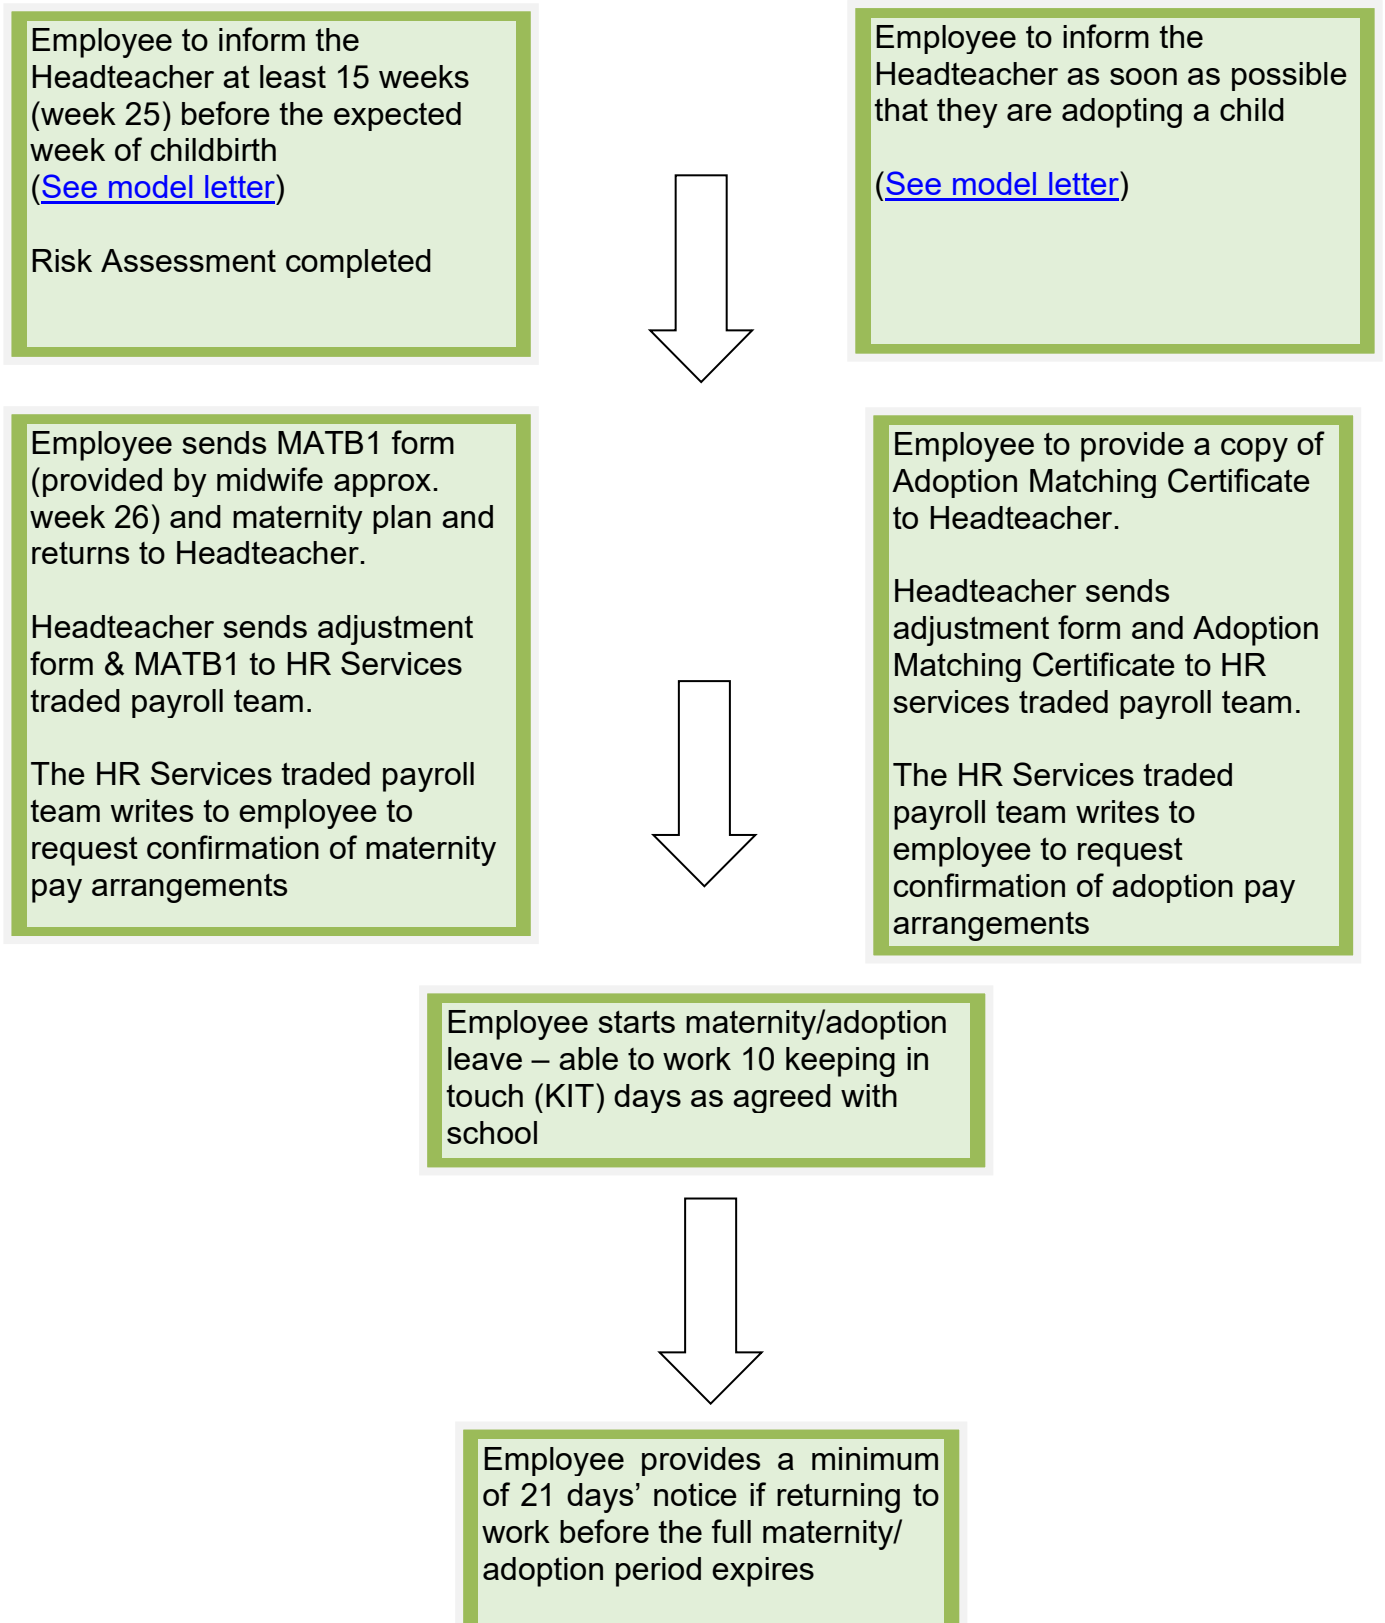 Employee to inform the
Headteacher at least 15 weeks
(week 25) before the expected
week of childbirth
(See model letter)
Risk Assessment completed
Employee to inform the
Headteacher as soon as possible
that they are adopting a child
(See model letter)
Employee sends MATB1 form
(provided by midwife approx.
week 26) and maternity plan and
returns to Headteacher.
Headteacher sends adjustment
form & MATB1 to HR Services
traded payroll team.
The HR Services traded payroll
team writes to employee to
request confirmation of maternity
pay arrangements
Employee to provide a copy of
Adoption Matching Certificate
to Headteacher.
Headteacher sends
adjustment form and Adoption
Matching Certificate to HR
services traded payroll team.
The HR Services traded
payroll team writes to
employee to request
confirmation of adoption pay
arrangements
Employee starts maternity/adoption
leave – able to work 10 keeping in
touch (KIT) days as agreed with
school
Employee provides a minimum
of 21 days’ notice if returning to
work before the full maternity/
adoption period expires